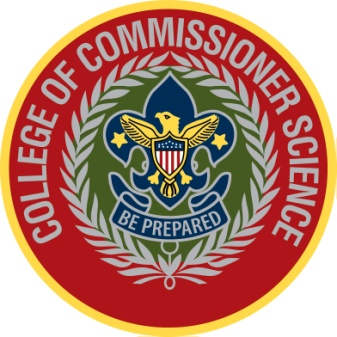 COLLEGE OF COMMISSIONER SCIENCE
BE PREPARED